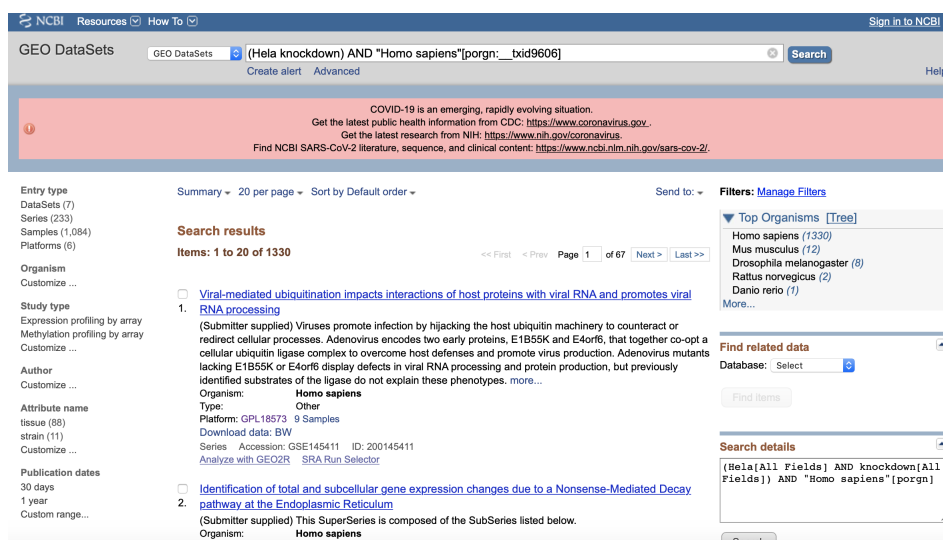 NCBI Resources How To Sign in to NCBI
GEO DataSets GEO DataSets (Hela knockdown) AND "Homo sapiens"[porgn:__txid9606] Search
Create alert Advanced
COVID-19 is an emerging, rapidly evolving situation.
Get the latest public health information from CDC: https://www.coronavirus.gov .
Get the latest research from NIH: https://www.nih.gov/coronavirus.
Find NCBI SARS-CoV-2 literature, sequence, and clinical content: https://www.ncbi.nlm.nih.gov/sars-cov-2/.
Entry type
DataSets (7)
Series (233)
Samples (1,084)
Platforms (6)
Organism
Customize ...
Study type
Expression profiling by array
Methylation profiling by array
Customize ...
Author
Customize ...
Attribute name
tissue (88)
strain (11)
Customize ...
Publication dates
30 days
1 year
Custom range...
Summary 20 per page Sort by Default order Send to:
Search results
Items: 1 to 20 of 1330
<< First < Prev Page 1 of 67 Next > Last >>
1. Viral-mediated ubiquitination impacts interactions of host proteins with viral RNA and promotes viral
RNA processing
(Submitter supplied) Viruses promote infection by hijacking the host ubiquitin machinery to counteract or
redirect cellular processes. Adenovirus encodes two early proteins, E1B55K and E4orf6, that together co-opt a
cellular ubiquitin ligase complex to overcome host defenses and promote virus production. Adenovirus mutants
lacking E1B55K or E4orf6 display defects in viral RNA processing and protein production, but previously
identified substrates of the ligase do not explain these phenotypes. more...
Organism: Homo sapiens
Type: Other
Platform: GPL18573 9 Samples
Download data: BW
Series Accession: GSE145411 ID: 200145411
Analyze with GEO2R SRA Run Selector
2. Identification of total and subcellular gene expression changes due to a Nonsense-Mediated Decay
pathway at the Endoplasmic Reticulum
(Submitter supplied) This SuperSeries is composed of the SubSeries listed below.
Organism: Homo sapiens
Filters: Manage Filters
Top Organisms [Tree]
Homo sapiens (1330)
Mus musculus (12)
Drosophila melanogaster (8)
Rattus norvegicus (2)
Danio rerio (1)
More...
Find related data
Database: Select
Find items
Search details
(Hela[All Fields] AND knockdown[All
Fields]) AND "Homo sapiens"[porgn]